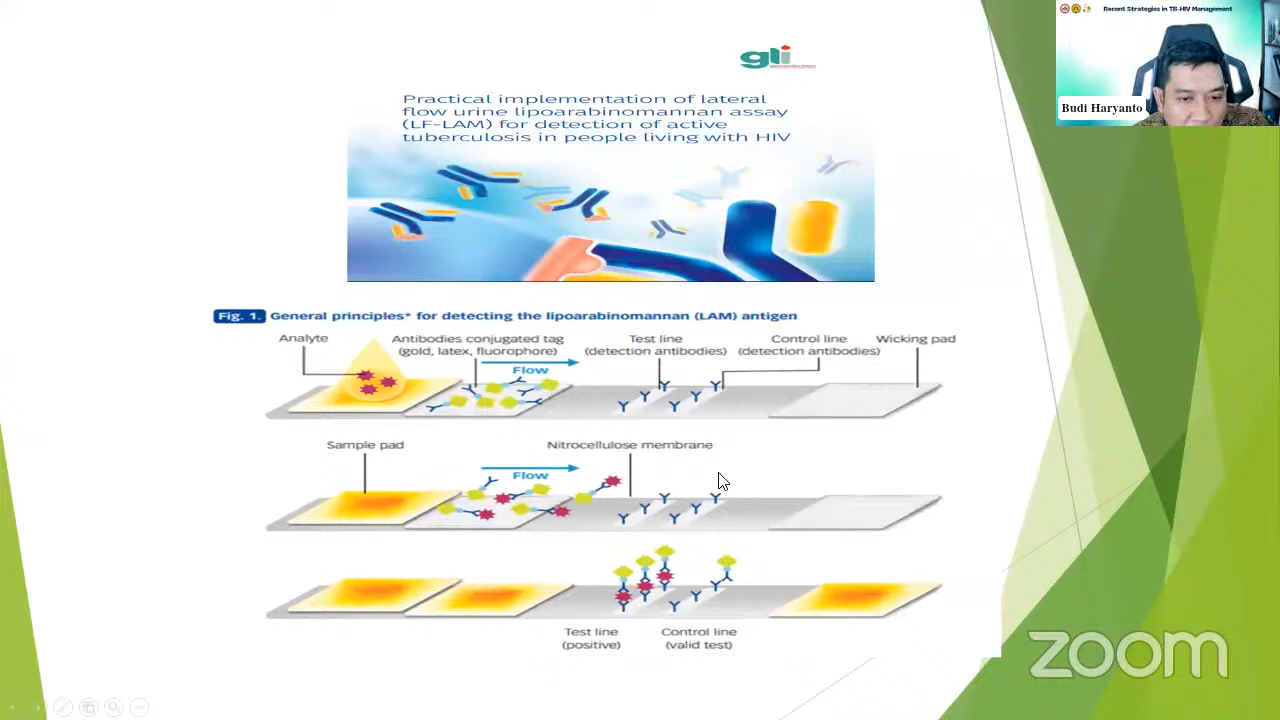 Recent Strategies in TB-HIV Management
Budi Haryanto
gli
Practical implementation of lateral
flow urine lipoarabinomannan assay
(LF-LAM) for detection of active
tuberculosis in people living with HIV
Fig. 1. General principles* for detecting the lipoarabinomannan (LAM) antigen
Analyte
Antibodies conjugated tag
(gold, latex, fluorophore)
Test line
(detection antibodies)
Control line
(detection antibodies)
Wicking pad
Flow
Sample pad
Nitrocellulose membrane
Flow
Test line
(positive)
Control line
(valid test)
zoom